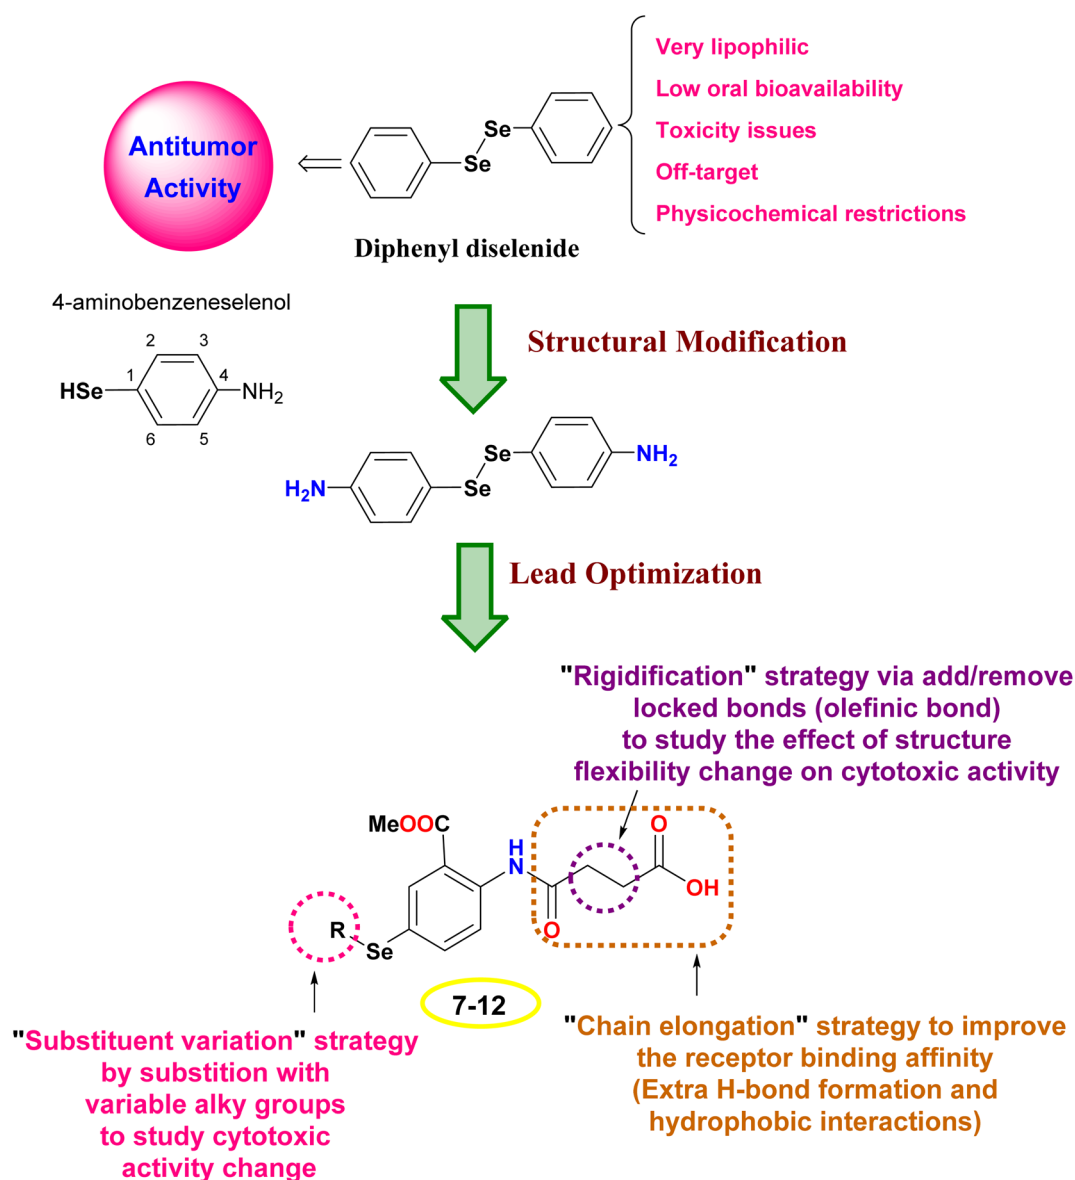 Very lipophilic
Low oral bioavailability
Toxicity issues
Off-target
Physicochemical restrictions
Antitumor
Activity
Se
Se
Diphenyl diselenide
4-aminobenzeneselenol
2 3
HSe 1 4 NH2
6 5
Structural Modification
Se NH2
H2N Se
Lead Optimization
"Rigidification" strategy via add/remove
locked bonds (olefinic bond)
to study the effect of structure
flexibility change on cytotoxic activity
MeOOC
H
N
O
OH
O
R
Se
7-12
"Substituent variation" strategy
by substition with
variable alky groups
to study cytotoxic
activity change
"Chain elongation" strategy to improve
the receptor binding affinity
(Extra H-bond formation and
hydrophobic interactions)